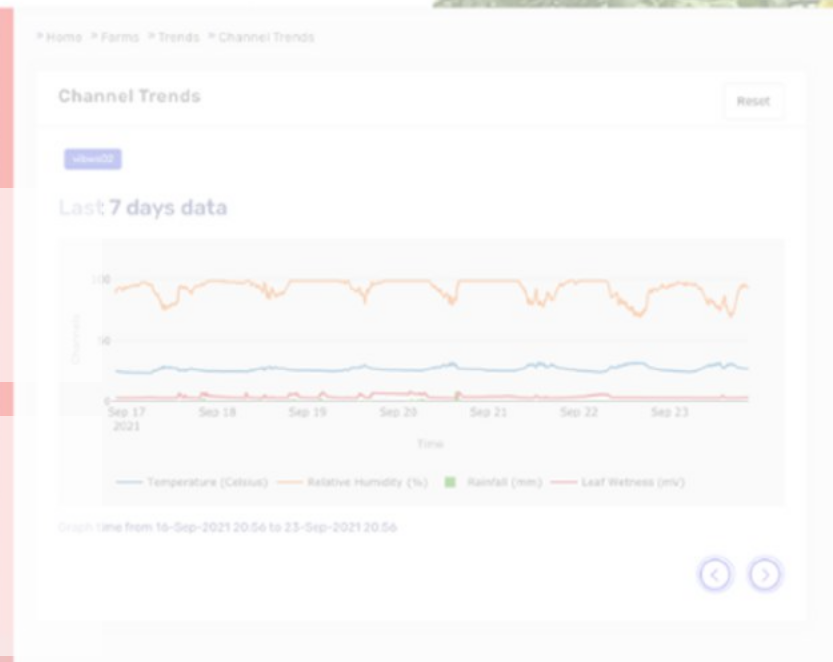 » Home » Farms » Trends » Channel Trends
Channel Trends
Reset
Last 7 days data
100
50
0
Channels
Sep 17
2021
Sep 18
Sep 19
Sep 20
Sep 21
Sep 22
Sep 23
Time
Temperature (Celsius) Relative Humidity (%) Rainfall (mm) Leaf Wetness (mV)
Graph time from 16-Sep-2021 20:56 to 23-Sep-2021 20:56